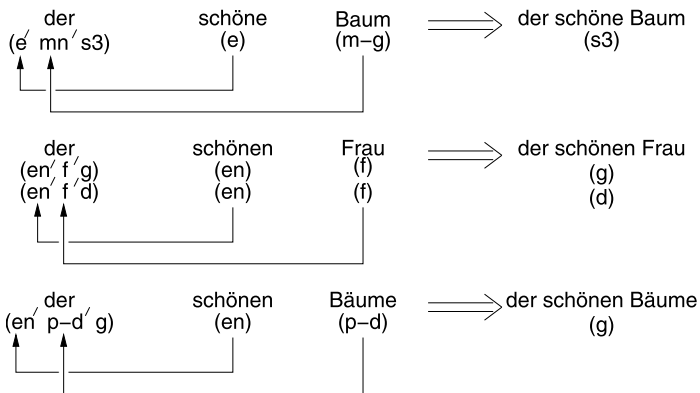 der schöne Baum der schöne Baum
(e′ mn′ s3) (e) (m−g) (s3)
der schönen Frau der schönen Frau
(en′ f′ g) (en) (f) (g)
(en′ f′ d) (en) (f) (d)
der schönen Bäume der schönen Bäume
(en′ p−d′ g) (en) (p−d) (g)